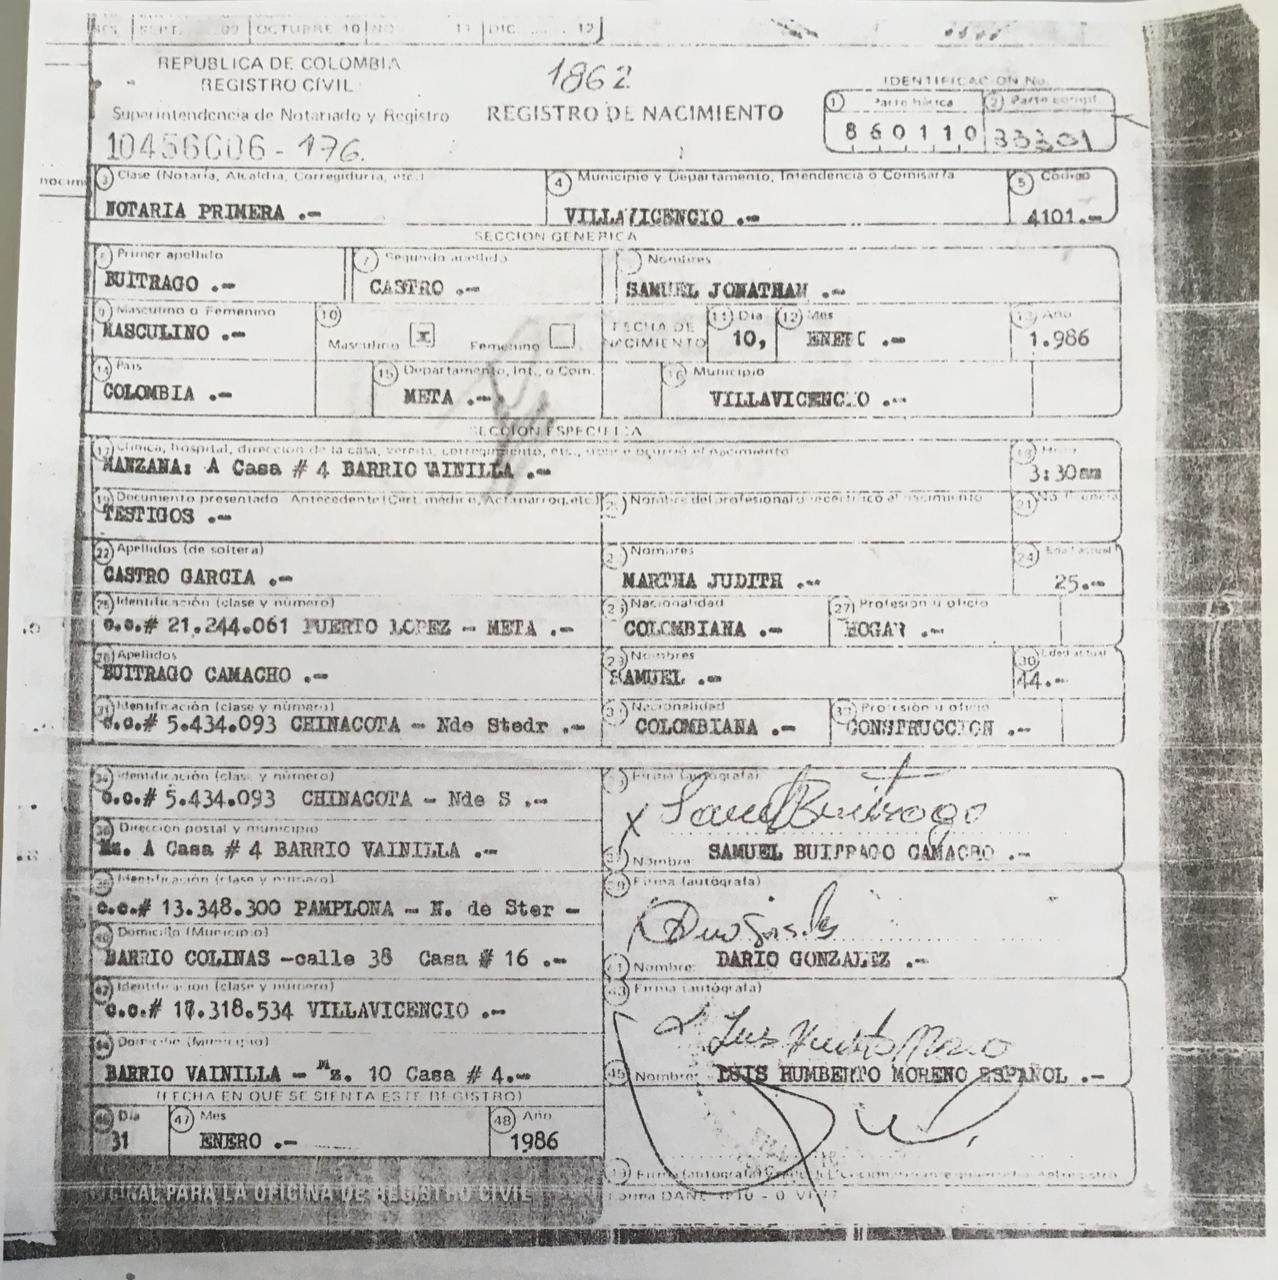 SEPT. 09 OCTUBRE 10 11 DIC. 12
REPUBLICA DE COLOMBIA
REGISTRO CIVIL
1862
IDENTIFICACION No.
Superintendencia de Notariado y Registro
REGISTRO DE NACIMIENTO
1 Parte básica 2 Parte compl.
860110 33301
10456606-176.
3 Clase (Notaría, Alcaldía, Corregiduría, etc.) 4 Municipio y Departamento, Intendencia o Comisaría 5 Código
NOTARIA PRIMERA .- VILLAVICENCIO .- 4101.-
SECCION GENERICA
6 Primer apellido 7 Segundo apellido Nombres
BUITRAGO .- CASTRO .- SAMUEL JONATHAN .-
9 Masculino o Femenino 10 FECHA DE NACIMIENTO 11 Día 12 Mes 13 Año
MASCULINO .- Masculino x Femenino 10, ENERO .- 1.986
14 País 15 Departamento, Int., o Com. 16 Municipio
COLOMBIA .- META .- VILLAVICENCIO .-
SECCION ESPECIFICA
17 Clínica, hospital, dirección de la casa, vereda, corregimiento, etc., donde ocurrió el nacimiento 18 Hora
MANZANA: A Casa # 4 BARRIO VAINILLA .- 3:30am
19 Documento presentado Antecedente (Cert. médico, Acta parroq. etc.) Nombre del profesional que certificó el nacimiento 21
TESTIGOS .-
22 Apellidos (de soltera) Nombres 24 Edad actual
CASTRO GARCIA .- MARTHA JUDITH .- 25.-
25 Identificación (clase y número) 26 Nacionalidad 27 Profesión u oficio
c.c.# 21.244.061 PUERTO LOPEZ - META .- COLOMBIANA .- HOGAR .-
28 Apellidos 29 Nombres 30 Edad actual
BUITRAGO CAMACHO .- SAMUEL .- 44.-
31 Identificación (clase y número) Nacionalidad 33 Profesión u oficio
c.c.# 5.434.093 CHINACOTA - Nde Stedr .- COLOMBIANA .- CONSTRUCCION .-
34 Identificación (clase y número) Firma (autógrafa)
c.c.# 5.434.093 CHINACOTA - Nde S .- X Samuel Buitrago
36 Dirección postal y municipio
Mz. A Casa # 4 BARRIO VAINILLA .- 37 Nombre: SAMUEL BUITRAGO CAMACHO .-
38 Identificación (clase y número) 39 Firma (autógrafa)
c.c.# 13.348.300 PAMPLONA - N. de Ster -
40 Domicilio (Municipio)
BARRIO COLINAS -calle 38 Casa # 16 .- 41 Nombre: DARIO GONZALEZ .-
42 Identificación (clase y número) 43 Firma (autógrafa)
c.c.# 17.318.534 VILLAVICENCIO .-
44 Domicilio (Municipio) Luis Humberto Moreno
BARRIO VAINILLA - Mz. 10 Casa # 4.- 45 Nombre: LUIS HUMBERTO MORENO ESPAÑOL .-
(FECHA EN QUE SE SIENTA ESTE REGISTRO)
46 Día 47 Mes 48 Año
31 ENERO .- 1986
49 Firma (autógrafa)
ORIGINAL PARA LA OFICINA DE REGISTRO CIVIL Forma DANE